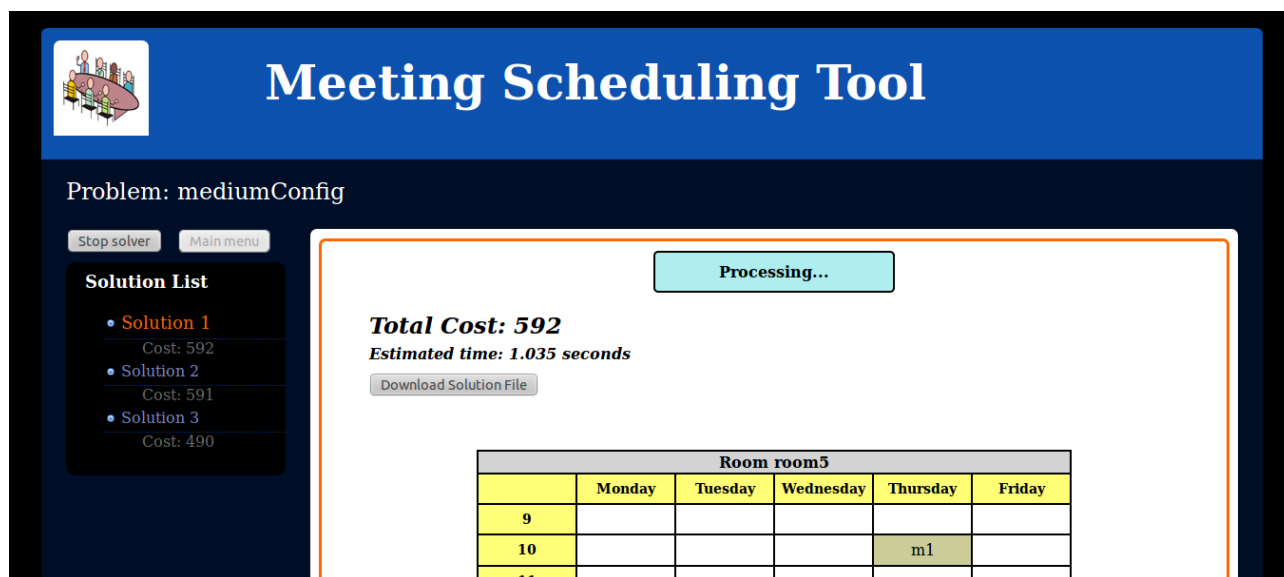 Meeting Scheduling Tool
Problem: mediumConfig
Stop solver Main menu
Solution List
Solution 1
Cost: 592
Solution 2
Cost: 591
Solution 3
Cost: 490
Processing...
Total Cost: 592
Estimated time: 1.035 seconds
Download Solution File
Room room5
Monday Tuesday Wednesday Thursday Friday
9
10 m1